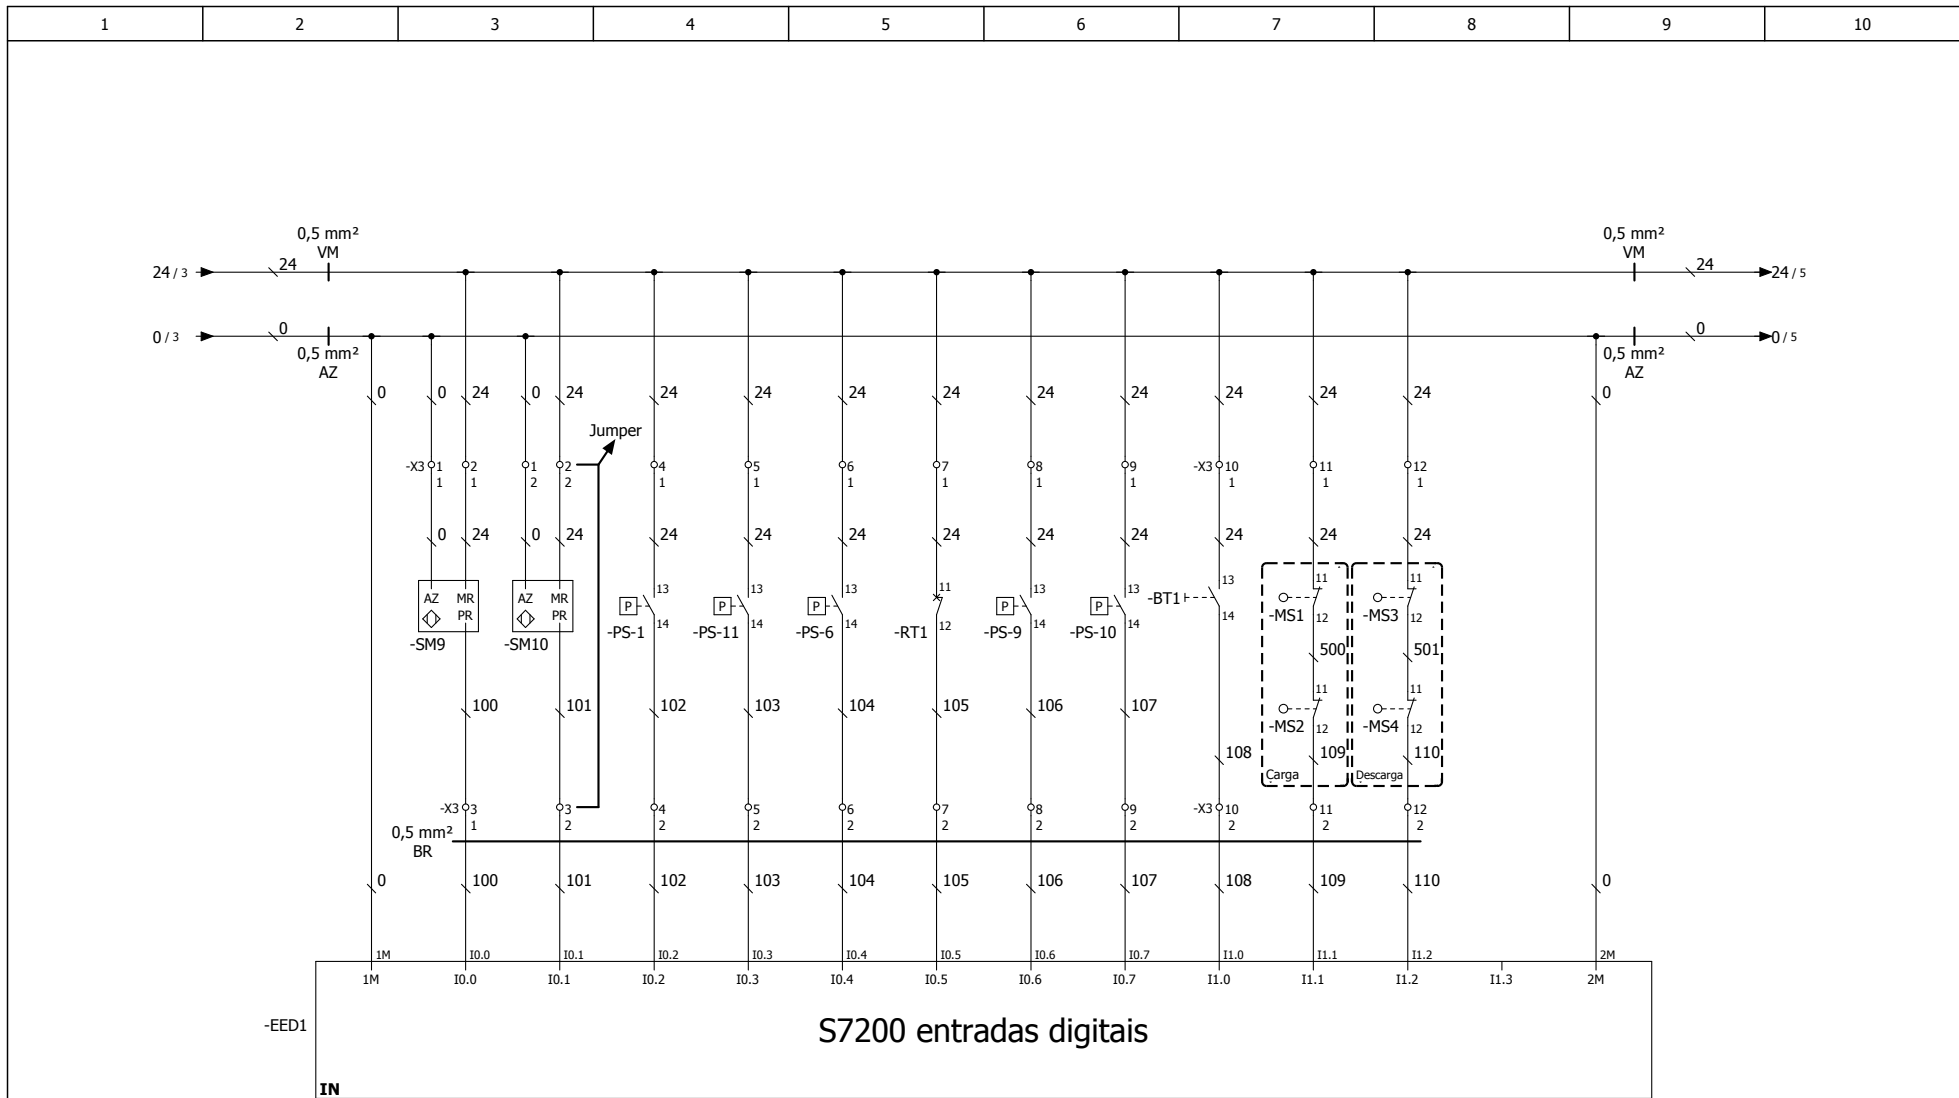 1 2 3 4 5 6 7 8 9 10
0,5 mm² 0,5 mm²
VM VM
24 / 3 24 24 24 / 5
0 / 3 0 0 0 / 5
0,5 mm² 0,5 mm²
AZ AZ
0 0 24 0 24 24 24 24 24 24 24 24 24 24 0
Jumper
-X3 1 2 1 2 4 5 6 7 8 9 -X3 10 11 12
1 1 2 2 1 1 1 1 1 1 1 1 1
0 24 0 24 24 24 24 24 24 24 24 24 24
AZ MR AZ MR 13 13 13 11 13 13 13 11 11
PR PR P P P P P -BT1 -MS1 -MS3
-SM9 -SM10 -PS-1 14 -PS-11 14 -PS-6 14 -RT1 12 -PS-9 14 -PS-10 14 14 12 12
500 501
11 11
100 101 102 103 104 105 106 107 -MS2 12 -MS4 12
108 109 110
Carga Descarga
-X3 3 3 4 5 6 7 8 9 -X3 10 11 12
1 2 2 2 2 2 2 2 2 2 2
0,5 mm²
BR
0 100 101 102 103 104 105 106 107 108 109 110 0
1M I0.0 I0.1 I0.2 I0.3 I0.4 I0.5 I0.6 I0.7 I1.0 I1.1 I1.2 2M
1M I0.0 I0.1 I0.2 I0.3 I0.4 I0.5 I0.6 I0.7 I1.0 I1.1 I1.2 I1.3 2M
-EED1 S7200 entradas digitais
IN